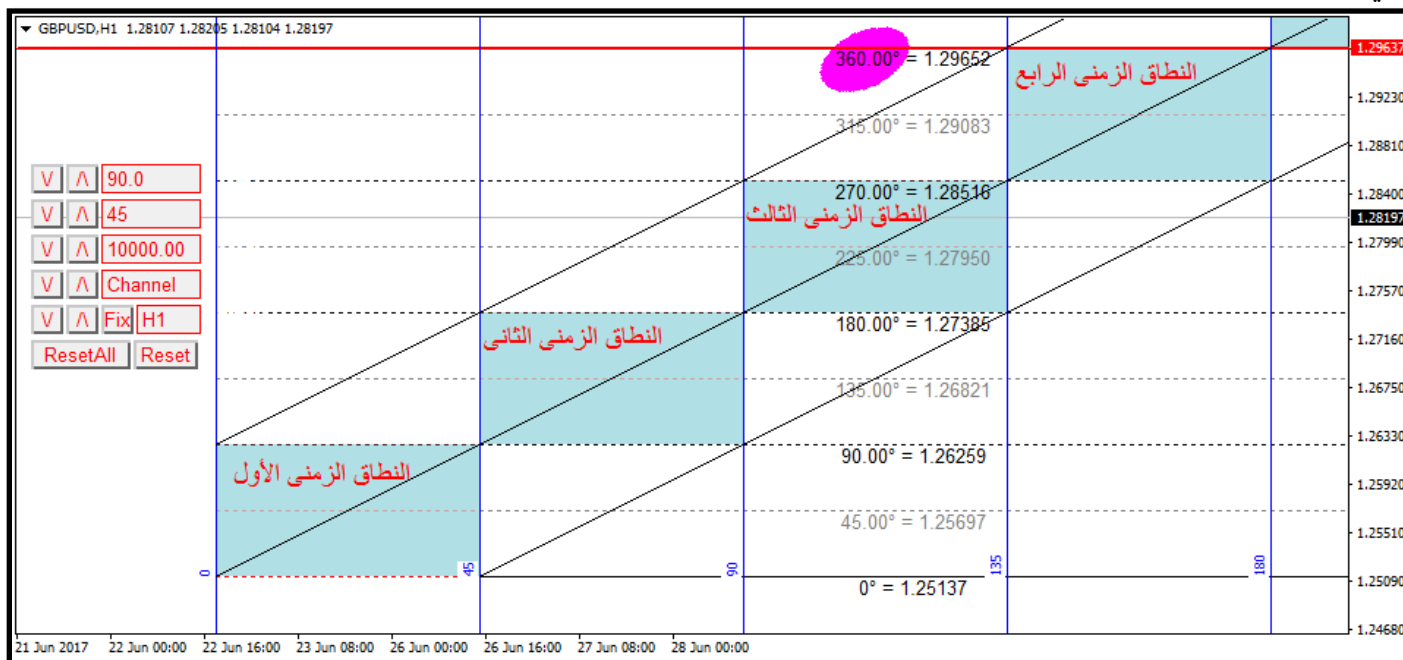 GBPUSD,H1 1.28107 1.28205 1.28104 1.28197
1.29637
360.00° = 1.29652
النطاق الزمنى الرابع
1.29230
315.00° = 1.29083
1.28810
V Λ 90.0
270.00° = 1.28516
1.28400
V Λ 45
النطاق الزمنى الثالث
1.28197
V Λ 10000.00
225.00° = 1.27950
1.27990
V Λ Channel
1.27570
V Λ Fix H1
180.00° = 1.27385
النطاق الزمنى الثانى
1.27160
ResetAll Reset
135.00° = 1.26821
1.26750
1.26330
90.00° = 1.26259
النطاق الزمنى الأول
1.25920
45.00° = 1.25697
1.25510
0 45 90 135 180
0° = 1.25137
1.25090
1.24680
21 Jun 2017 22 Jun 00:00 22 Jun 16:00 23 Jun 08:00 26 Jun 00:00 26 Jun 16:00 27 Jun 08:00 28 Jun 00:00